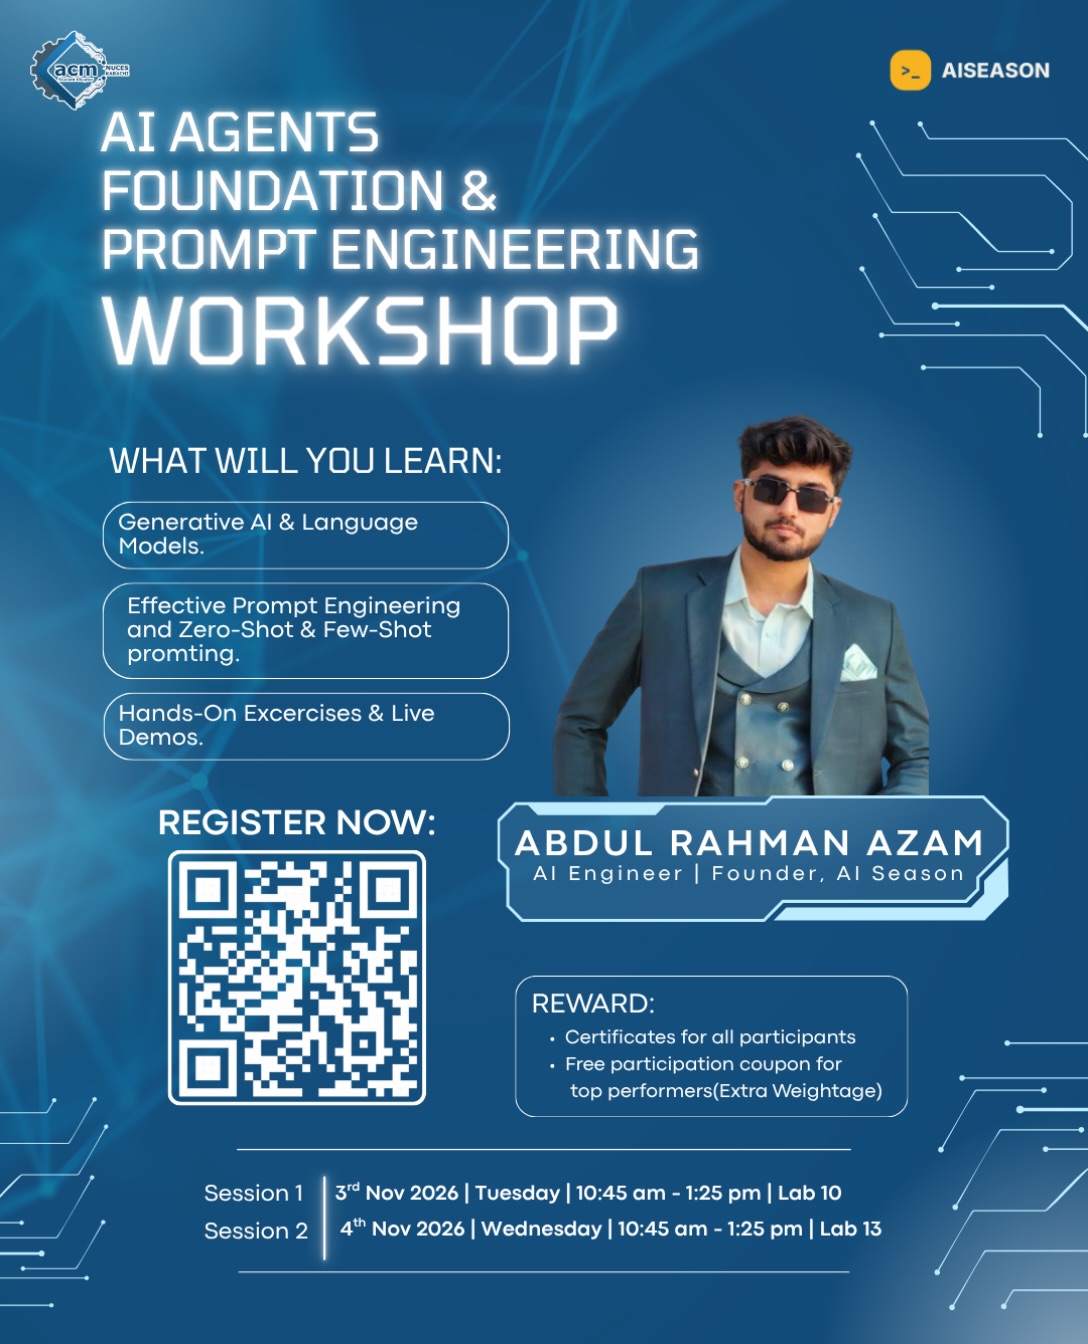 acm NUCES
KARACHI
>_ AISEASON
AI AGENTS
FOUNDATION &
PROMPT ENGINEERING
WORKSHOP
WHAT WILL YOU LEARN:
Generative AI & Language
Models.
Effective Prompt Engineering
and Zero-Shot & Few-Shot
promting.
Hands-On Excercises & Live
Demos.
REGISTER NOW:
ABDUL RAHMAN AZAM
AI Engineer | Founder, AI Season
REWARD:
• Certificates for all participants
• Free participation coupon for
top performers(Extra Weightage)
Session 1 | 3rd Nov 2026 | Tuesday | 10:45 am - 1:25 pm | Lab 10
Session 2 | 4th Nov 2026 | Wednesday | 10:45 am - 1:25 pm | Lab 13